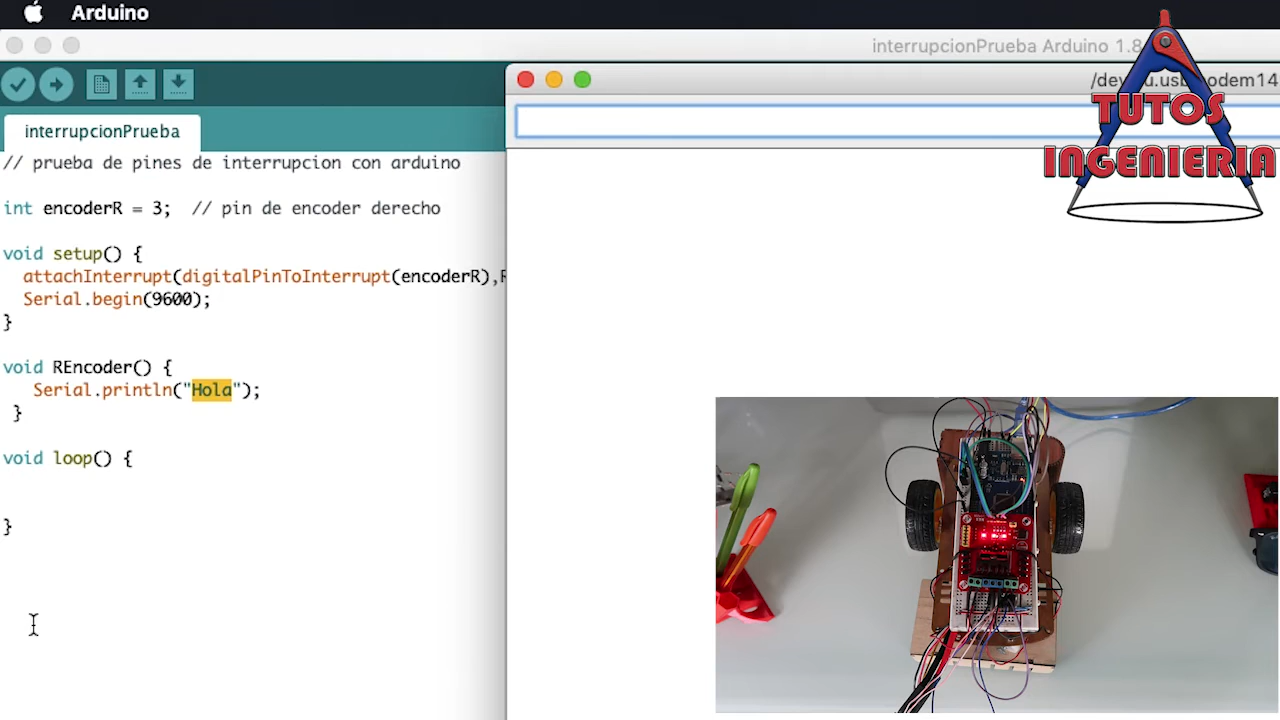 Arduino
interrupcionPrueba Arduino 1.8
interrupcionPrueba
// prueba de pines de interrupcion con arduino
int encoderR = 3;  // pin de encoder derecho
void setup() {
attachInterrupt(digitalPinToInterrupt(encoderR),R
Serial.begin(9600);
}
void REncoder() {
Serial.println("Hola");
}
void loop() {
}
TUTOS
INGENIERIA